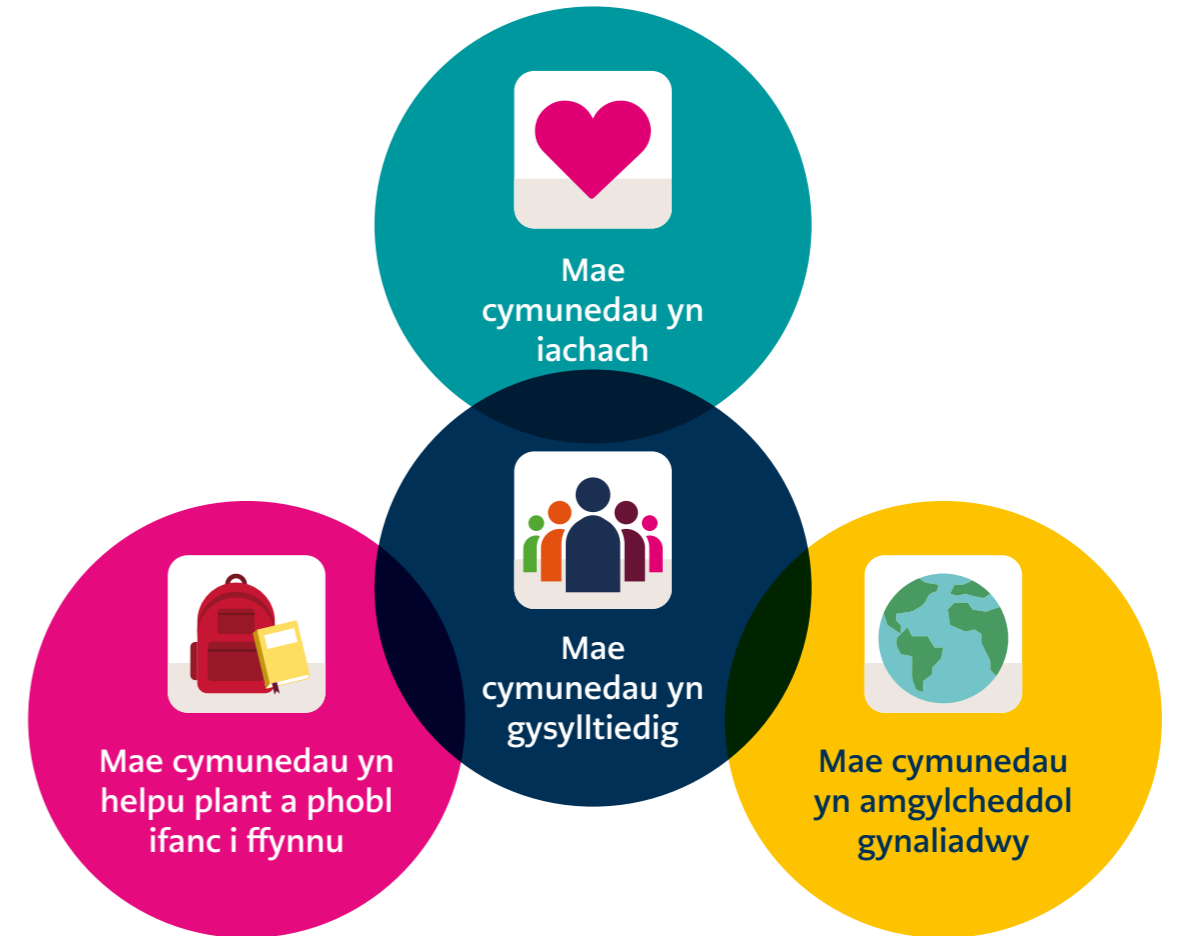 Mae
cymunedau yn
iachach
Mae
cymunedau yn
gysylltiedig
Mae cymunedau yn
helpu plant a phobl
ifanc i ffynnu
Mae cymunedau
yn amgylcheddol
gynaliadwy